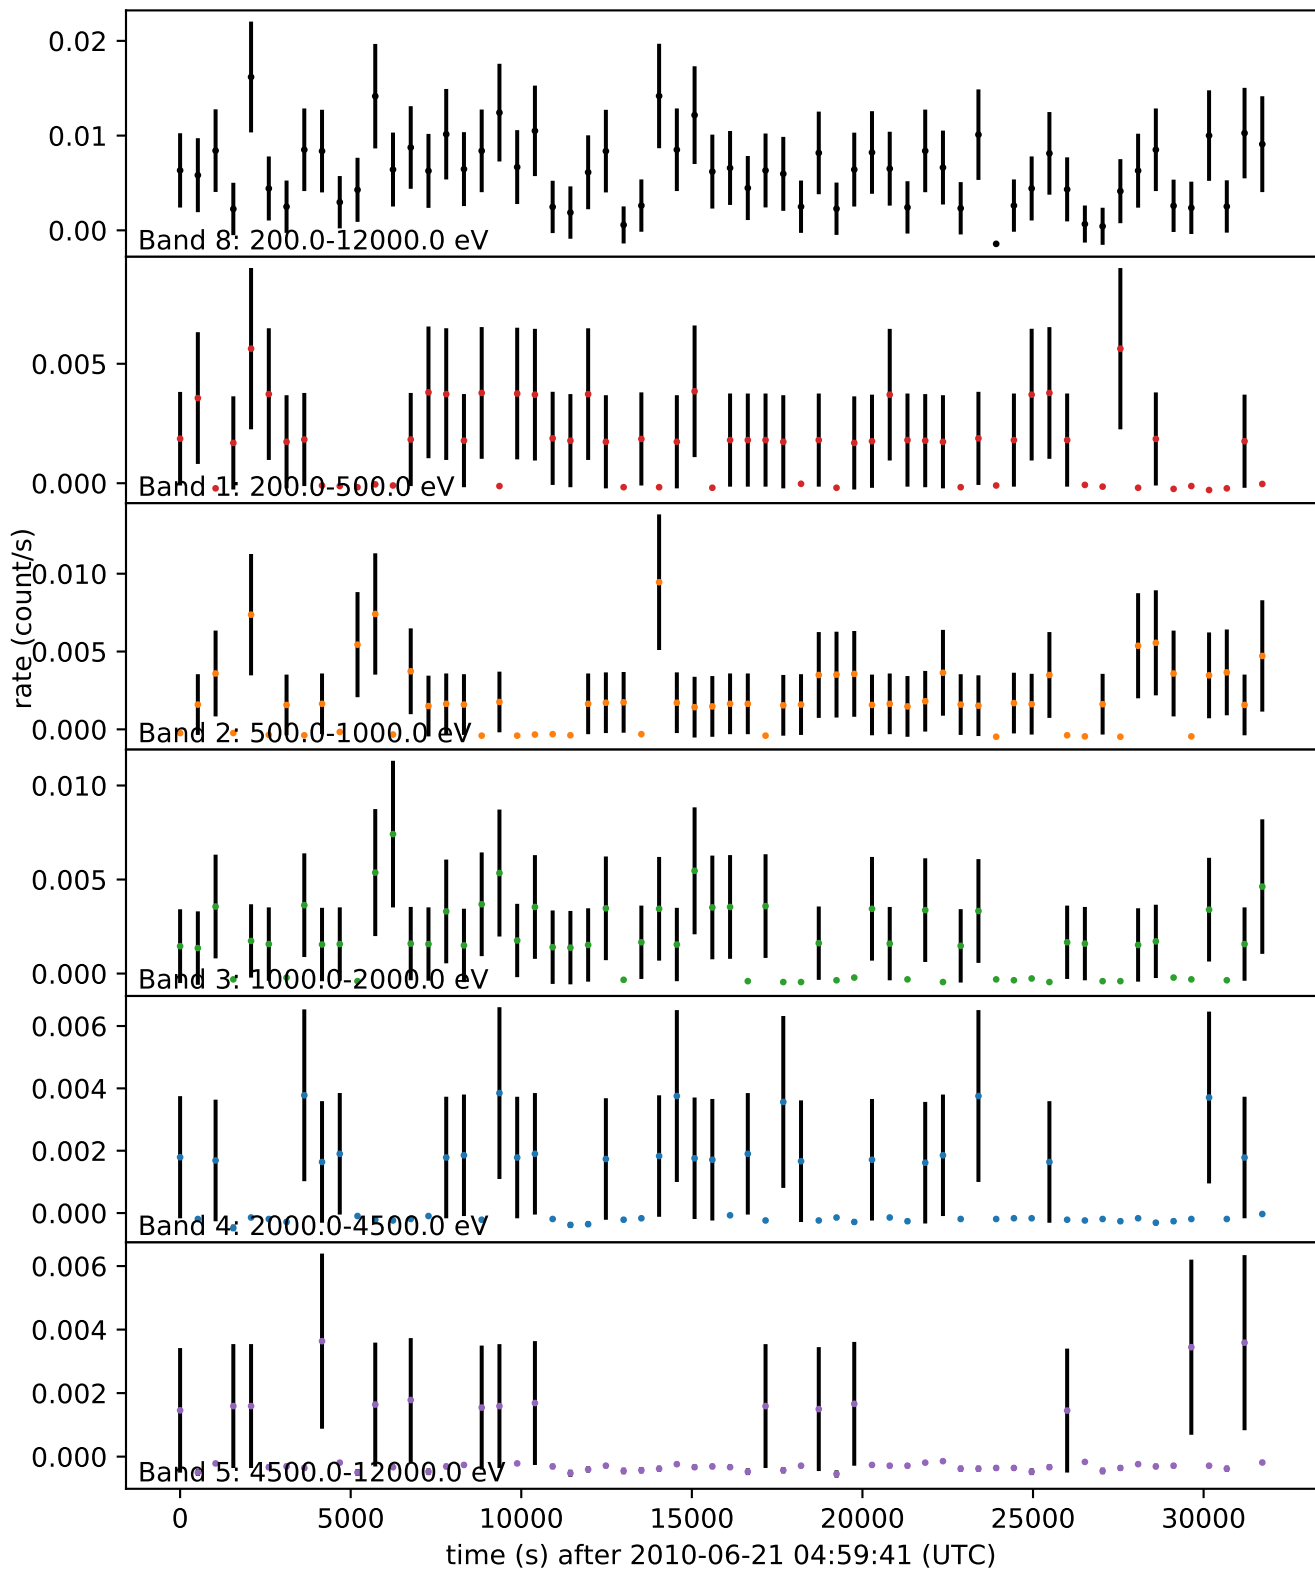 0.02
0.01
0.00
Band 8: 200.0-12000.0 eV
0.005
0.000
Band 1: 200.0-500.0 eV
rate (count/s)
0.010
0.005
0.000
Band 2: 500.0-1000.0 eV
0.010
0.005
0.000
Band 3: 1000.0-2000.0 eV
0.006
0.004
0.002
0.000
Band 4: 2000.0-4500.0 eV
0.006
0.004
0.002
0.000
Band 5: 4500.0-12000.0 eV
0 5000 10000 15000 20000 25000 30000
time (s) after 2010-06-21 04:59:41 (UTC)